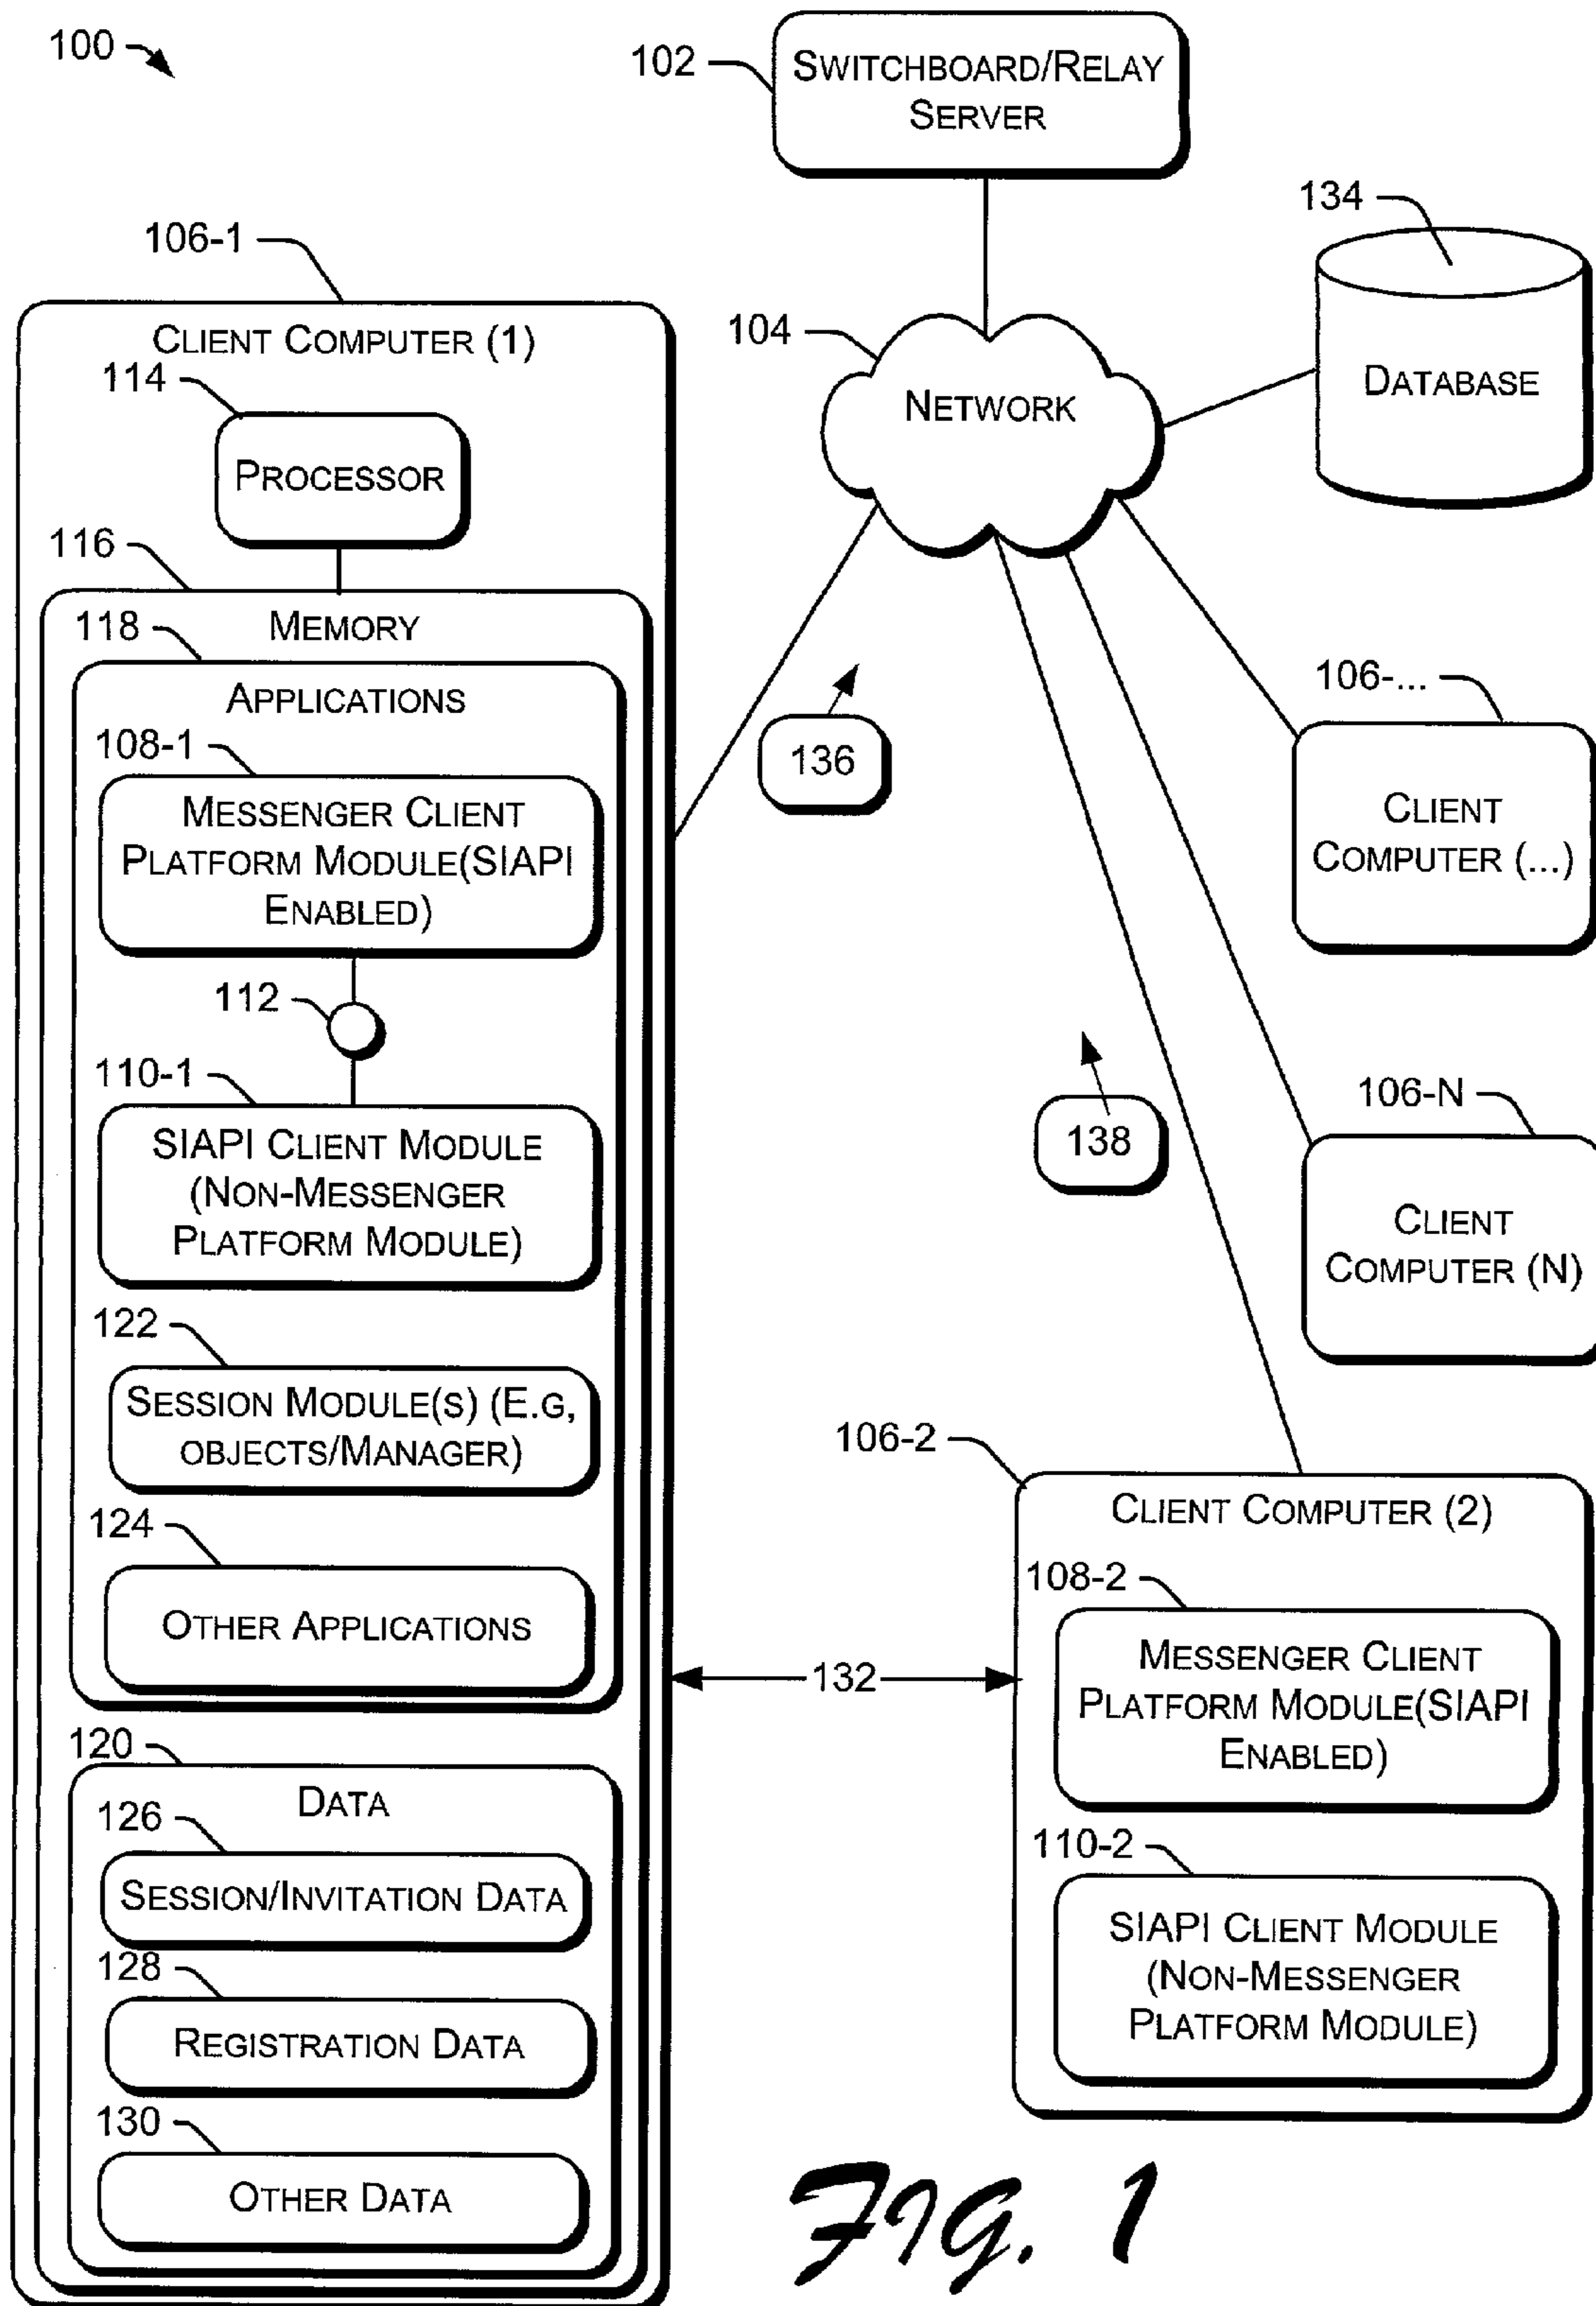 100
102
SWITCHBOARD/RELAY
SERVER
134
DATABASE
104
NETWORK
106-1
CLIENT COMPUTER (1)
114
PROCESSOR
116
MEMORY
118
APPLICATIONS
108-1
MESSENGER CLIENT
PLATFORM MODULE(SIAPI
ENABLED)
112
110-1
SIAPI CLIENT MODULE
(NON-MESSENGER
PLATFORM MODULE)
122
SESSION MODULE(S) (E.G,
OBJECTS/MANAGER)
124
OTHER APPLICATIONS
120
DATA
126
SESSION/INVITATION DATA
128
REGISTRATION DATA
130
OTHER DATA
136
138
132
106-...
CLIENT
COMPUTER (...)
106-N
CLIENT
COMPUTER (N)
106-2
CLIENT COMPUTER (2)
108-2
MESSENGER CLIENT
PLATFORM MODULE(SIAPI
ENABLED)
110-2
SIAPI CLIENT MODULE
(NON-MESSENGER
PLATFORM MODULE)
FIG. 1